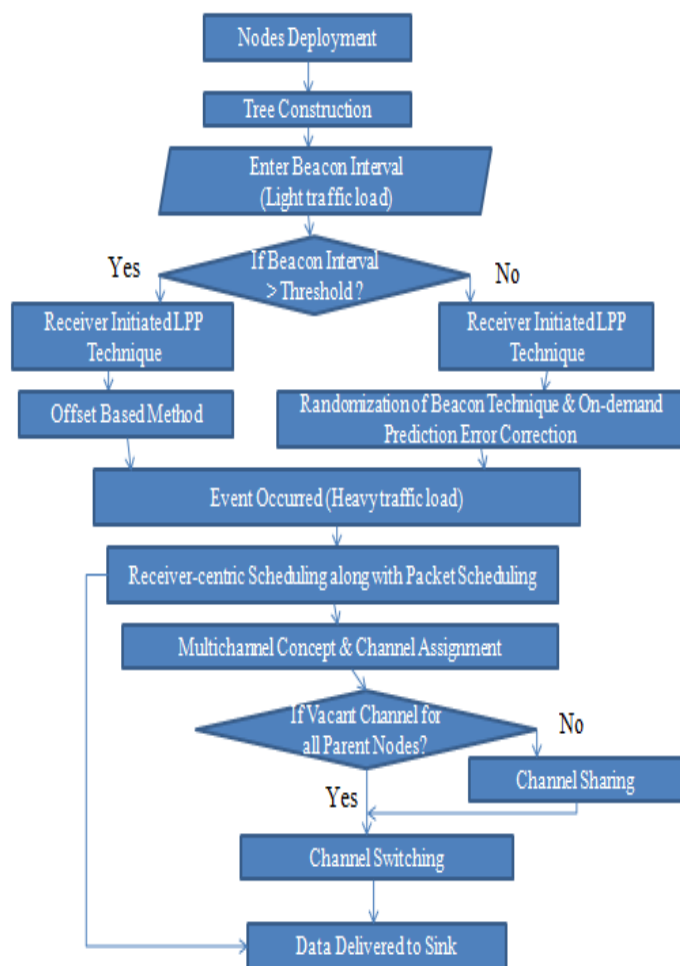 Nodes Deployment
Tree Construction
Enter Beacon Interval
(Light traffic load)
If Beacon Interval
> Threshold ?
Yes
No
Receiver Initiated LPP
Technique
Receiver Initiated LPP
Technique
Offset Based Method
Randomization of Beacon Technique & On-demand
Prediction Error Correction
Event Occurred (Heavy traffic load)
Receiver-centric Scheduling along with Packet Scheduling
Multichannel Concept & Channel Assignment
If Vacant Channel for
all Parent Nodes?
No
Channel Sharing
Yes
Channel Switching
Data Delivered to Sink